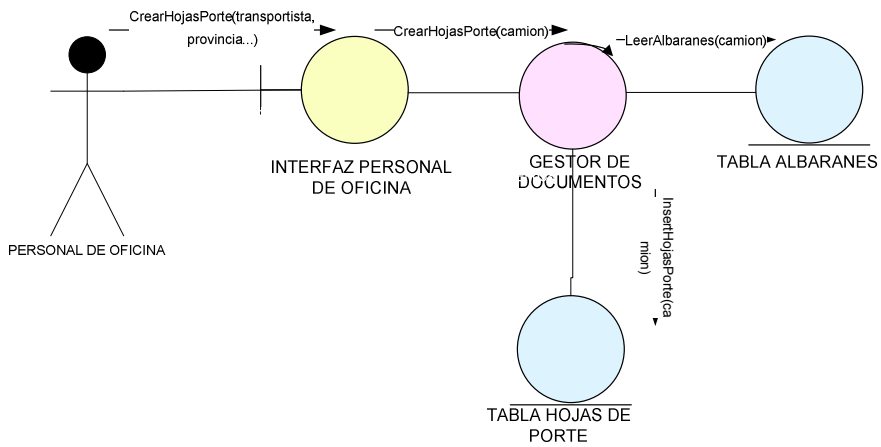 CrearHojasPorte(transportista,
provincia...)
CrearHojasPorte(camion)
LeerAlbaranes(camion)
INTERFAZ PERSONAL
DE OFICINA
GESTOR DE
DOCUMENTOS
TABLA ALBARANES
PERSONAL DE OFICINA
InsertHojasPorte(ca
mion)
TABLA HOJAS DE
PORTE